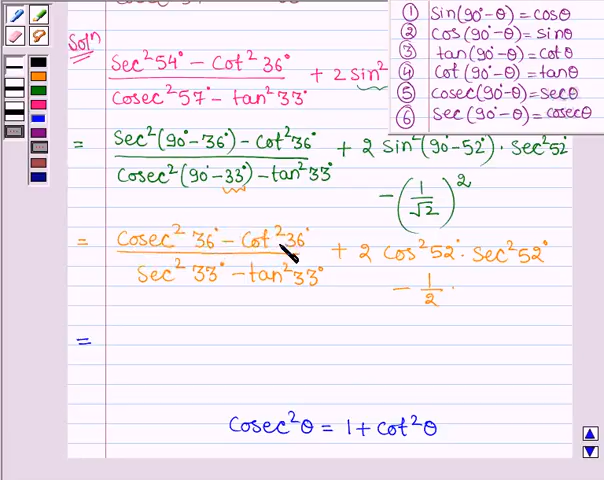 Solⁿ
Sec²54° − Cot²36° + 2 sin²
Cosec²57° − tan²33°
= Sec²(90° − 36°) − Cot²36° + 2 Sin²(90° − 52°) · Sec²52°
Cosec²(90° − 33°) − tan²33° − (1/√2)²
= Cosec²36° − Cot²36° + 2 Cos²52° · Sec²52°
Sec²33° − tan²33° − 1/2 .
=
Cosec²θ = 1 + Cot²θ
① Sin(90° − θ) = Cosθ
② Cos(90° − θ) = Sinθ
③ tan(90° − θ) = Cotθ
④ Cot(90° − θ) = tanθ
⑤ Cosec(90° − θ) = Secθ
⑥ Sec(90° − θ) = Cosecθ